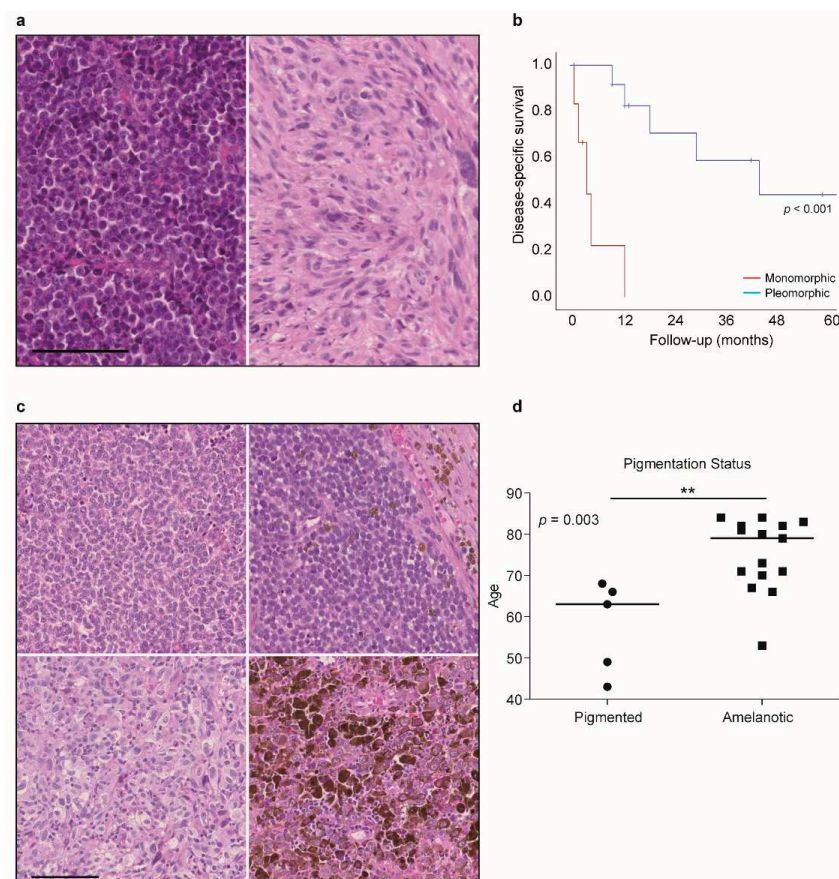 a
b
1.0
0.8
0.6
0.4
0.2
0.0
Disease-specific survival
p < 0.001
Monomorphic
Pleomorphic
0 12 24 36 48 60
Follow-up (months)
c
d
Pigmentation Status
**
p = 0.003
90
80
70
60
50
40
Age
Pigmented Amelanotic